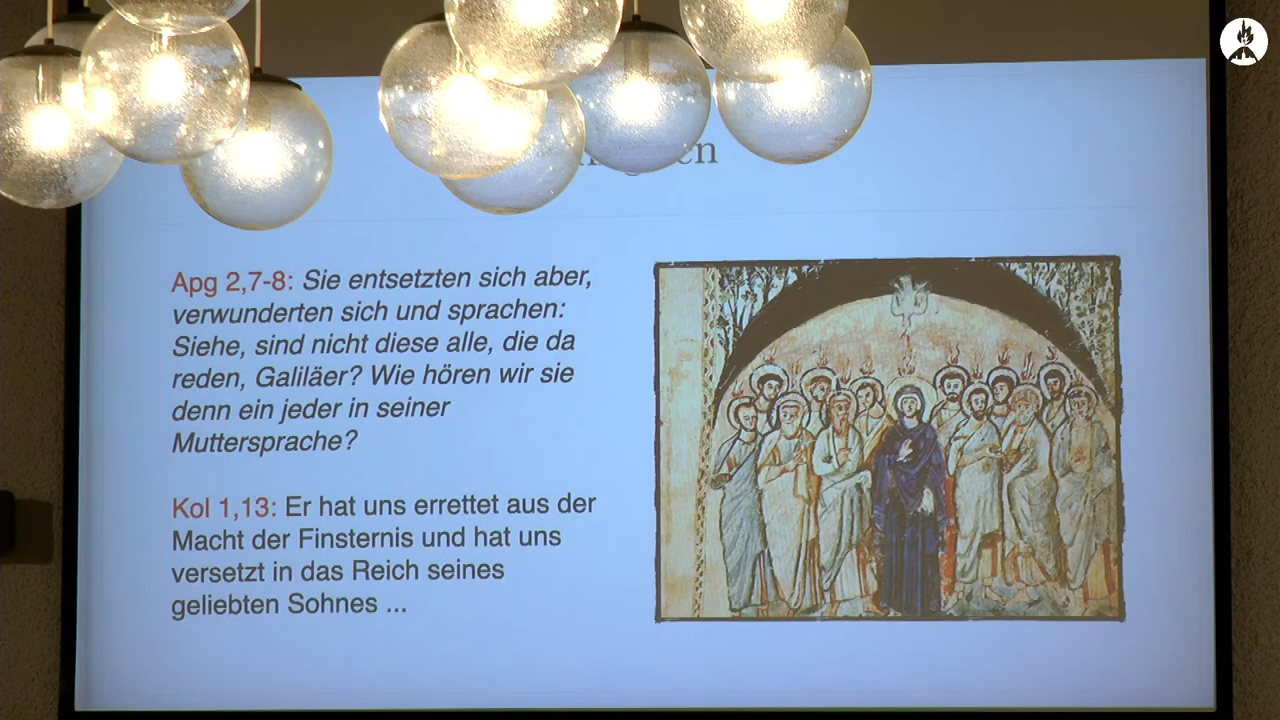 Apg 2,7-8: Sie entsetzten sich aber,
verwunderten sich und sprachen:
Siehe, sind nicht diese alle, die da
reden, Galiläer? Wie hören wir sie
denn ein jeder in seiner
Muttersprache?
Kol 1,13: Er hat uns errettet aus der
Macht der Finsternis und hat uns
versetzt in das Reich seines
geliebten Sohnes ...